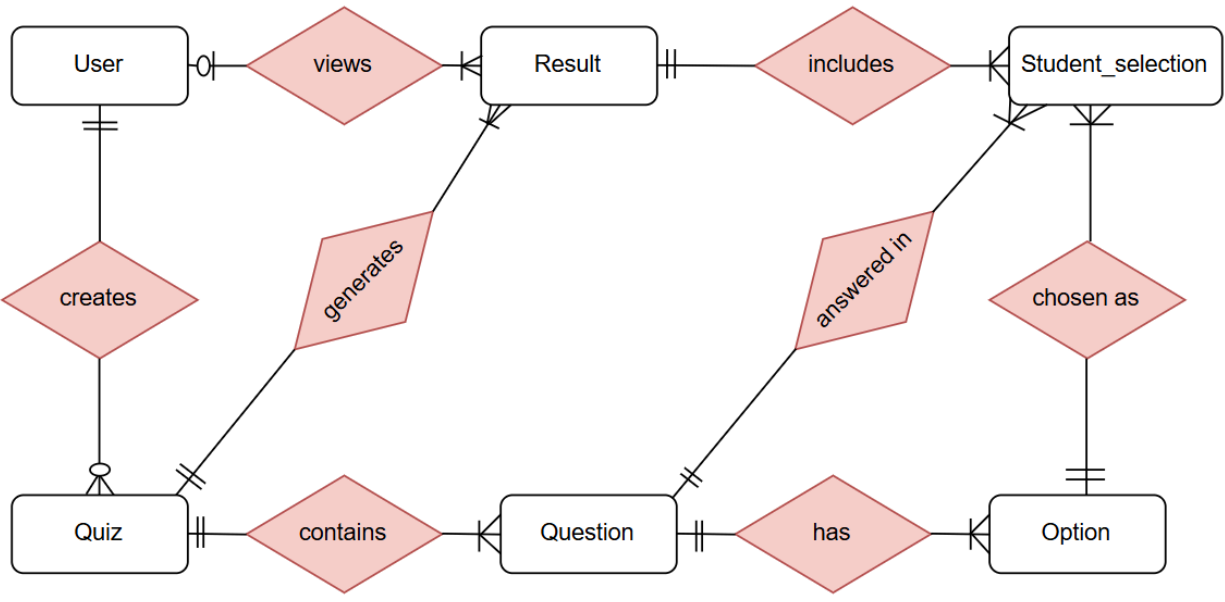 User
views
Result
includes
Student_selection
creates
generates
answered in
chosen as
Quiz
contains
Question
has
Option